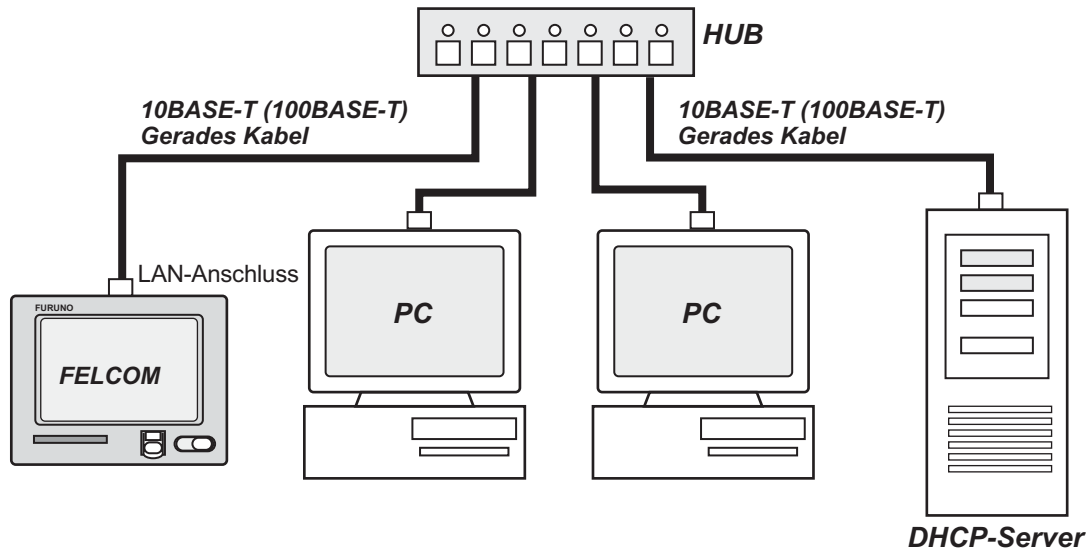 HUB
10BASE-T (100BASE-T)
Gerades Kabel
10BASE-T (100BASE-T)
Gerades Kabel
LAN-Anschluss
FURUNO
FELCOM
PC
PC
DHCP-Server